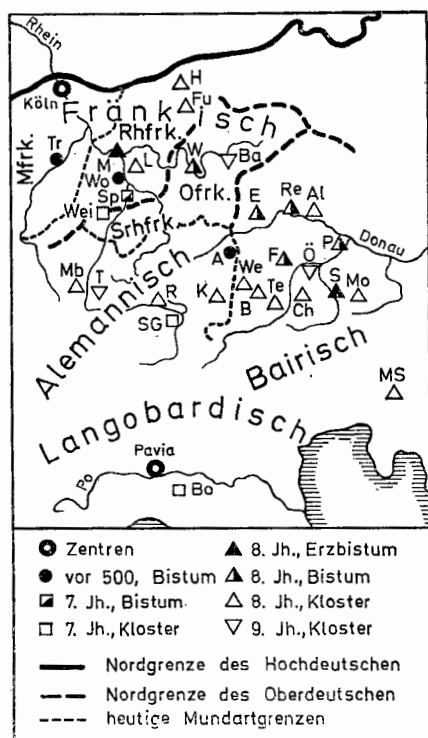 Rhein
Köln
Fränkisch
H
Fu
Rhfrk.
Mfrk.
Tr
M
L
W
Ba
Wo
Ofrk.
Sp
Wei
Srhfrk.
E
Re
Al
P
Donau
A
F
Ö
We
Mb
T
R
K
B
Te
Ch
S
Mo
SG
Alemannisch
Bairisch
MS
Langobardisch
Pavia
Po
Bo
Zentren
vor 500, Bistum
7. Jh., Bistum
7. Jh., Kloster
8. Jh., Erzbistum
8. Jh., Bistum
8. Jh., Kloster
9. Jh., Kloster
Nordgrenze des Hochdeutschen
Nordgrenze des Oberdeutschen
heutige Mundartgrenzen